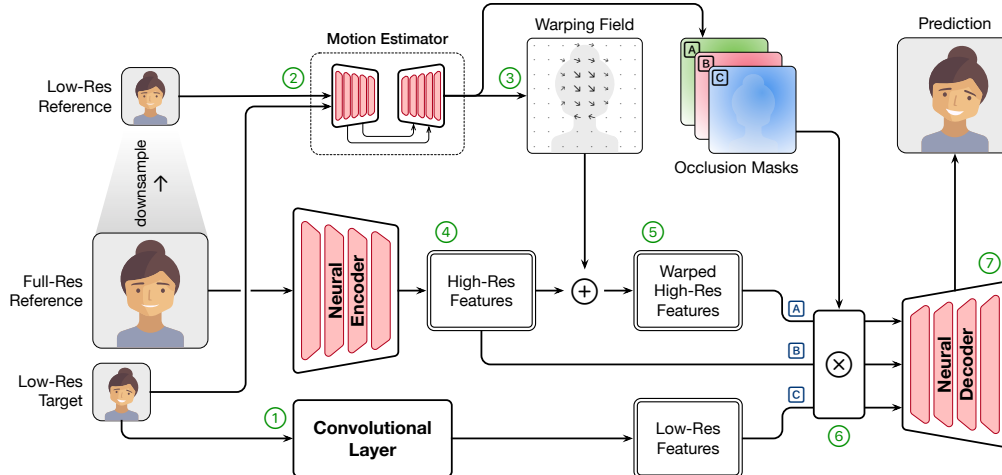 Motion Estimator
Warping Field
Prediction
Low-Res
Reference
2
3
A
B
C
Occlusion Masks
downsample →
Full-Res
Reference
Neural
Encoder
4
High-Res
Features
+
5
Warped
High-Res
Features
A
B
C
×
6
7
Neural
Decoder
Low-Res
Target
1
Convolutional
Layer
Low-Res
Features